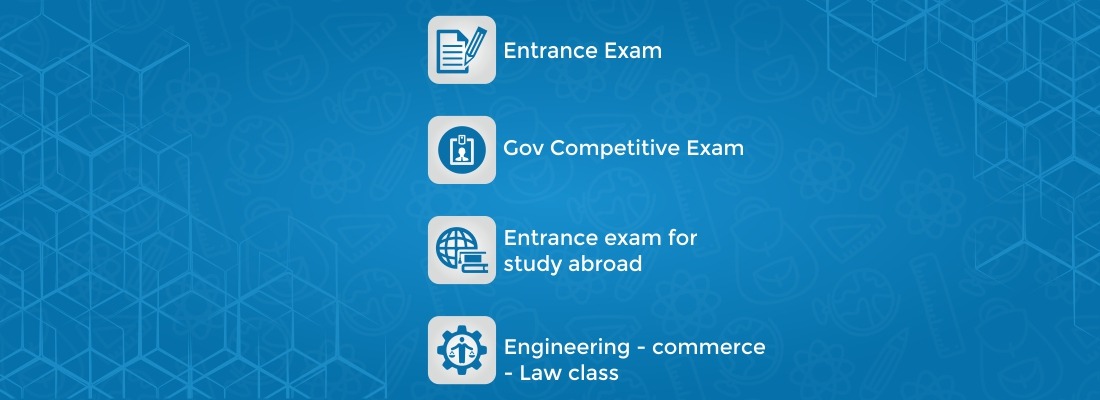 Entrance Exam
Gov Competitive Exam
Entrance exam for
study abroad
Engineering - commerce
- Law class